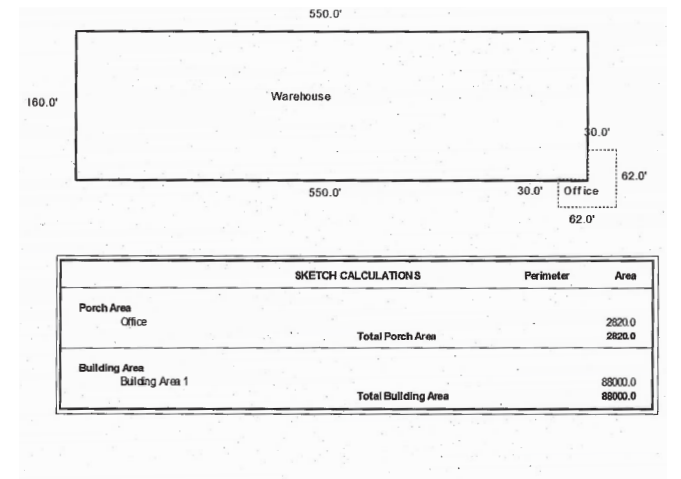 550.0'
160.0'
Warehouse
30.0'
62.0'
550.0'
30.0'
Office
62.0'
SKETCH CALCULATIONS Perimeter Area
Porch Area
Office 2820.0
Total Porch Area 2820.0
Building Area
Building Area 1 88000.0
Total Building Area 88000.0